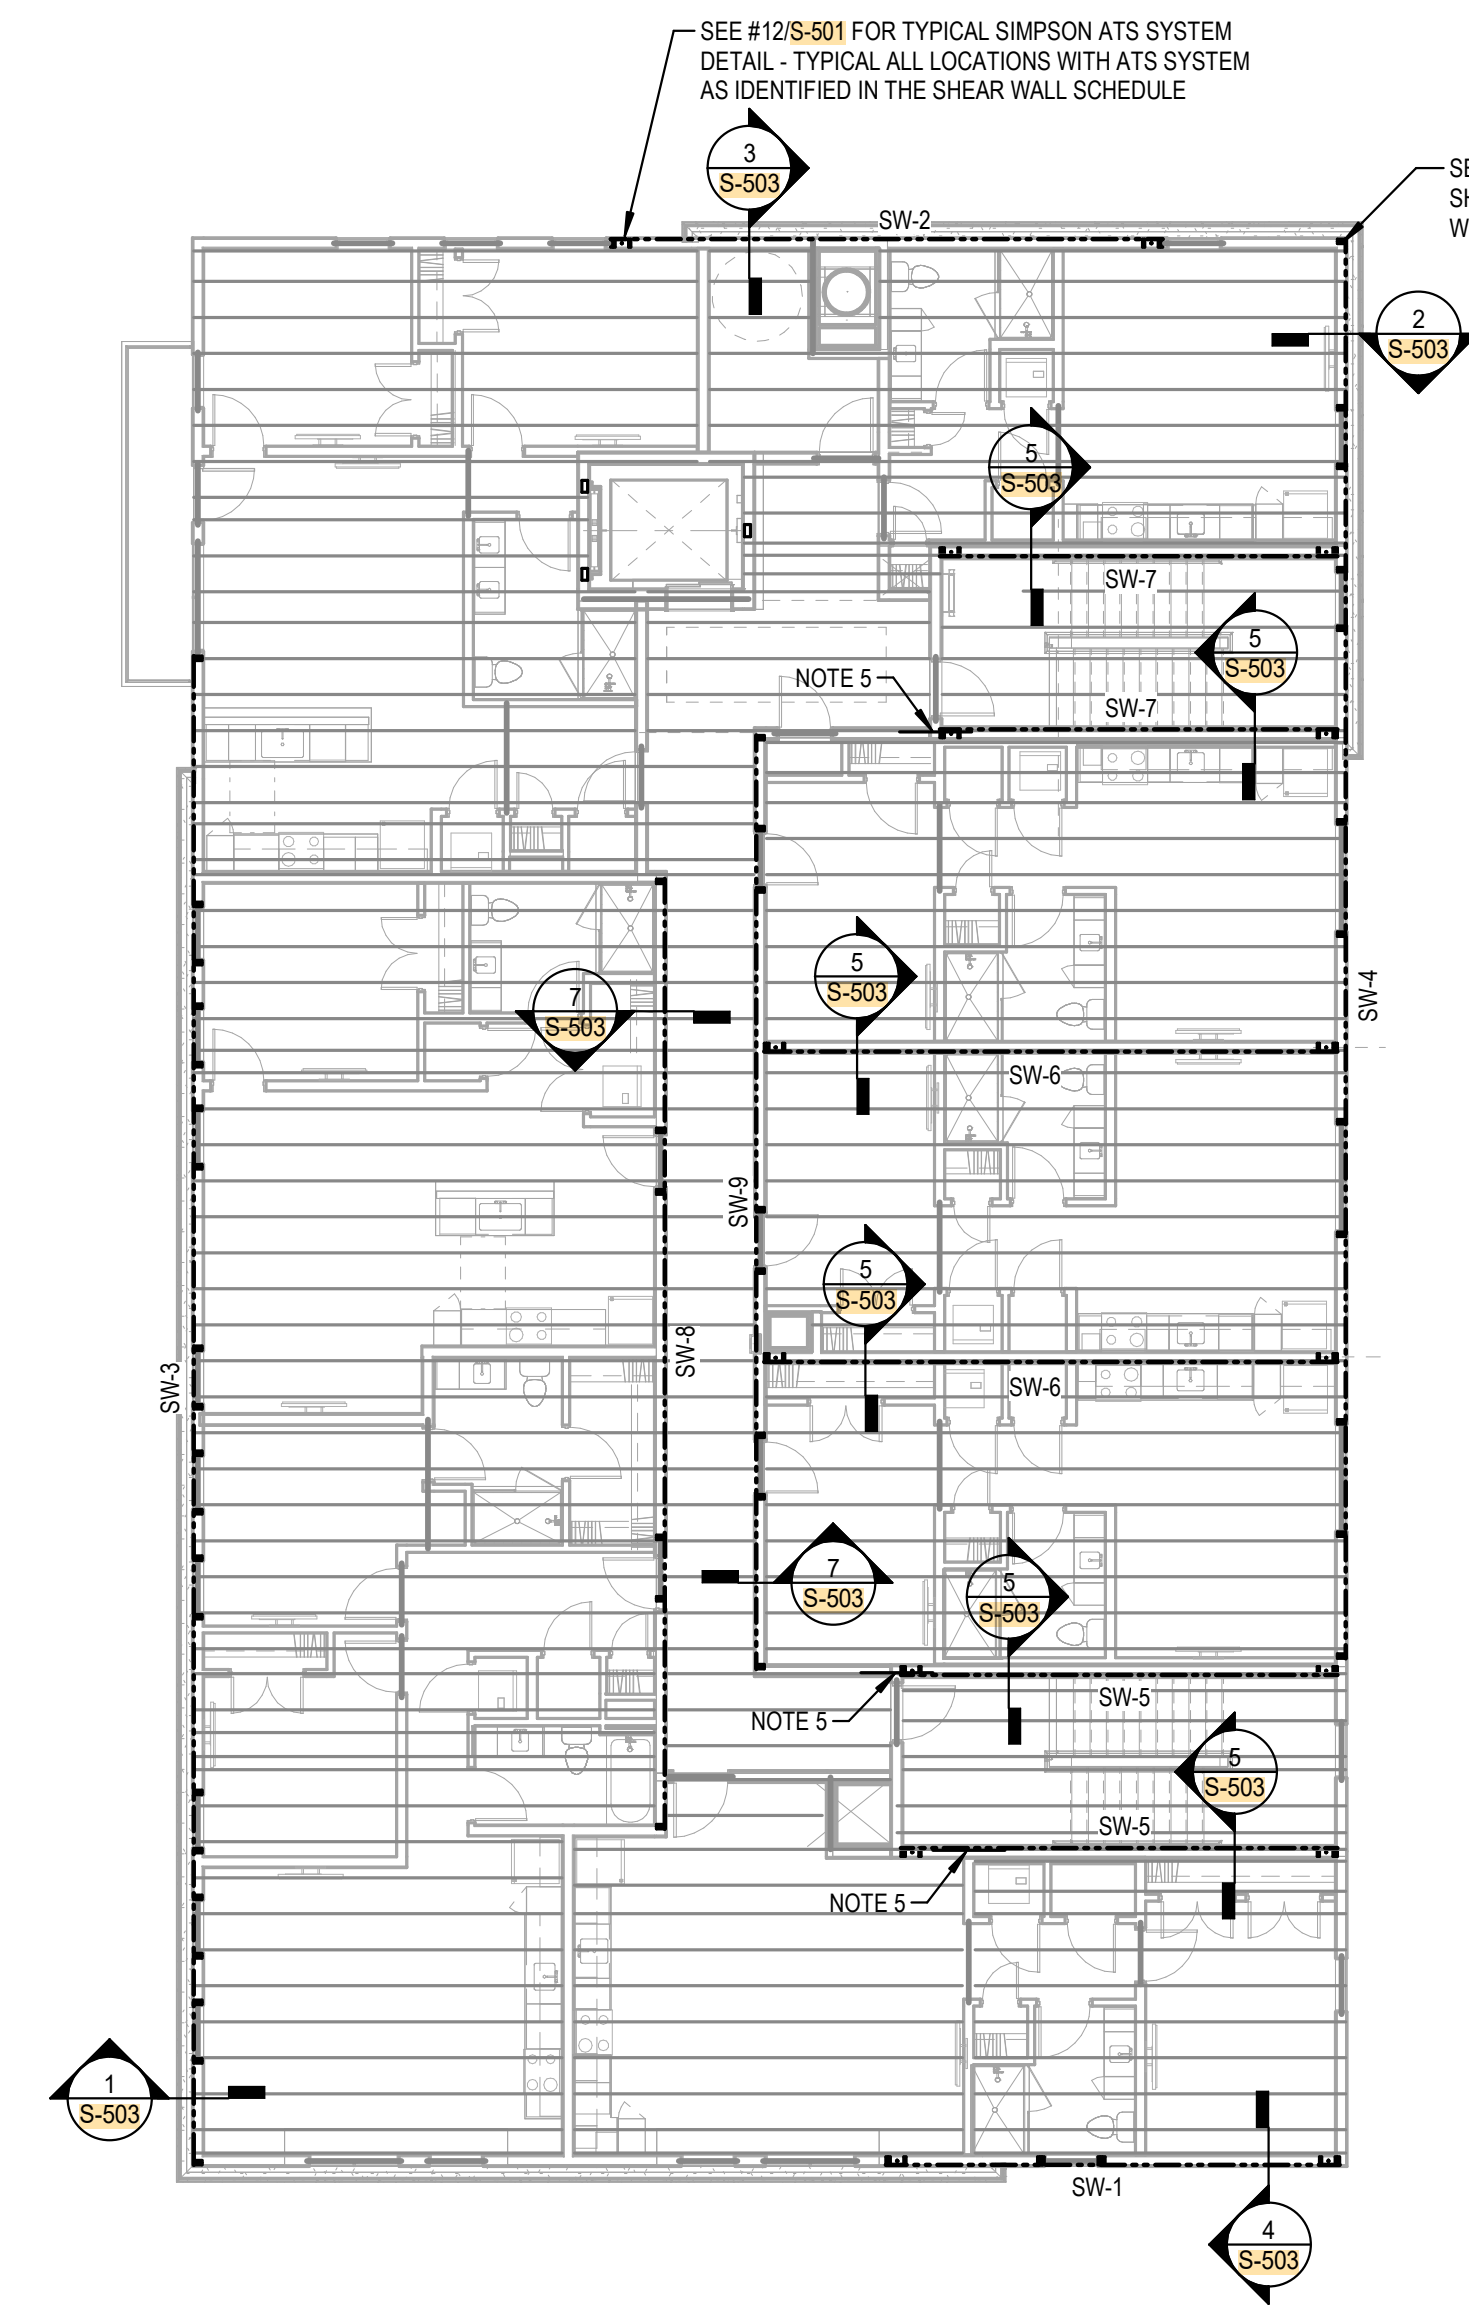 SEE #12/S-501 FOR TYPICAL SIMPSON ATS SYSTEM
DETAIL - TYPICAL ALL LOCATIONS WITH ATS SYSTEM
AS IDENTIFIED IN THE SHEAR WALL SCHEDULE
3
S-503
SW-2
2
S-503
5
S-503
SW-7
5
S-503
NOTE 5
SW-7
5
S-503
7
S-503
SW-4
SW-6
SW-9
5
S-503
SW-8
SW-3
SW-6
7
S-503
5
S-503
SW-5
NOTE 5
5
S-503
SW-5
NOTE 5
1
S-503
SW-1
4
S-503